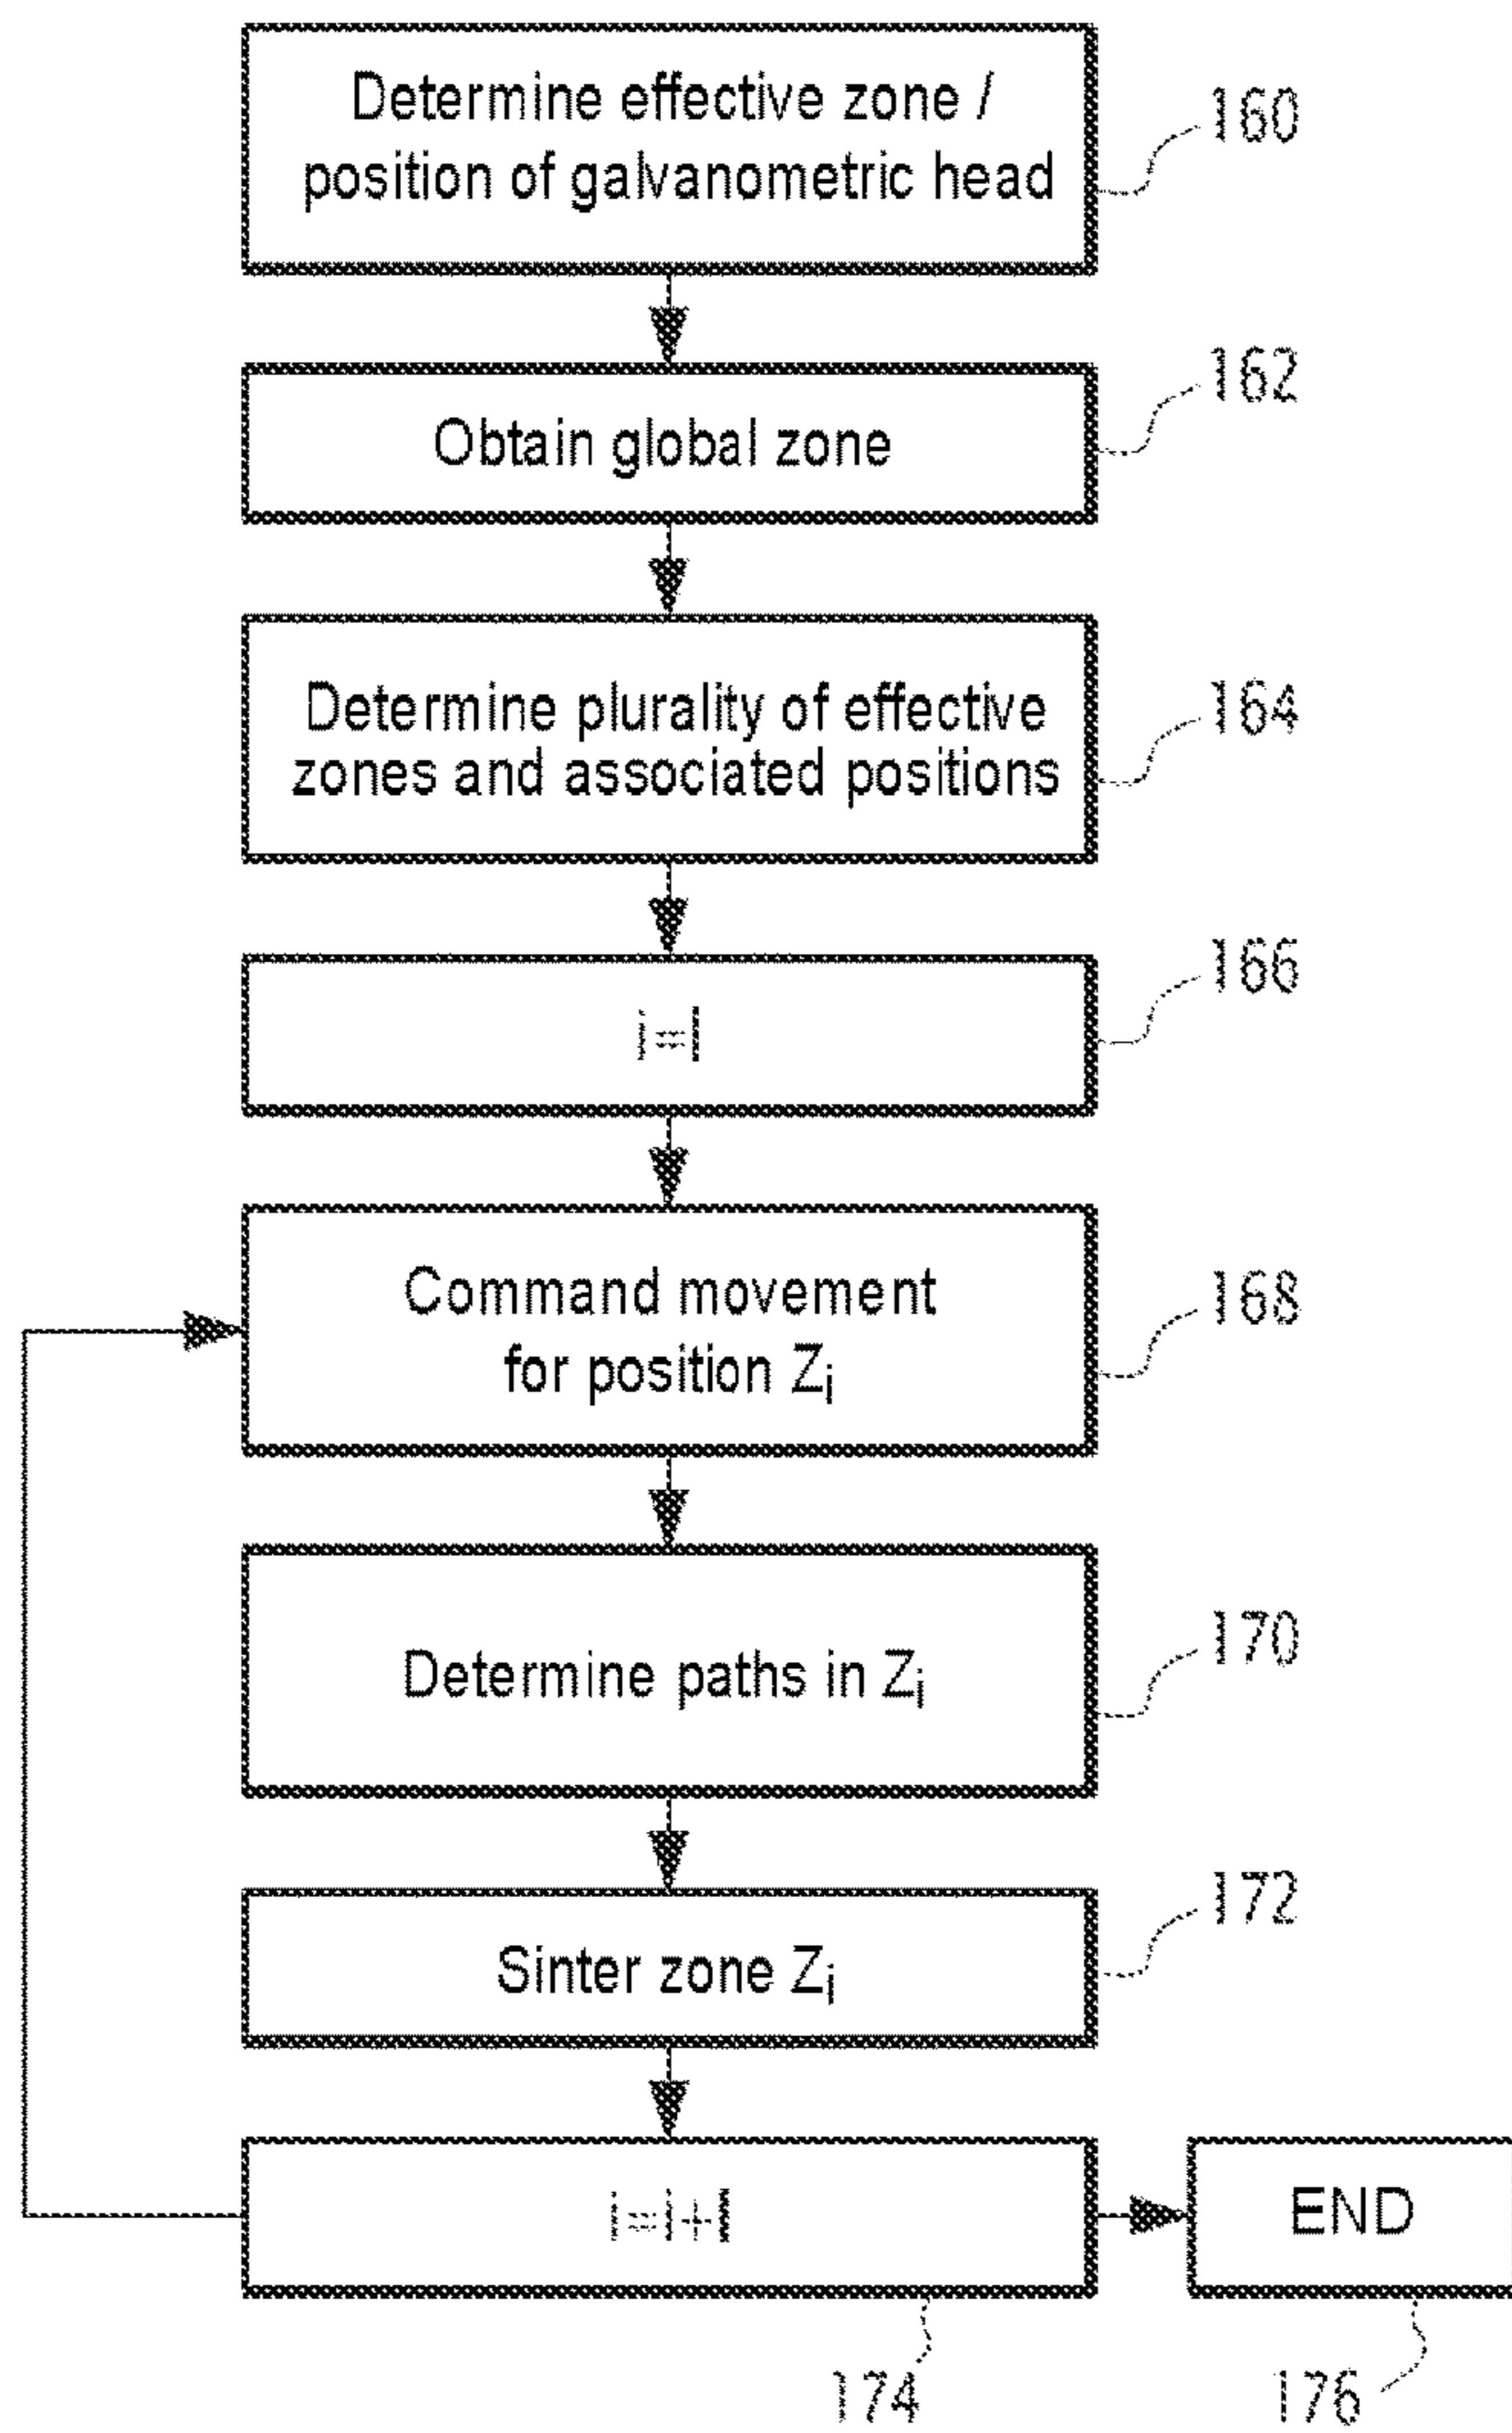 Determine effective zone /
position of galvanometric head
160
Obtain global zone
162
Determine plurality of effective
zones and associated positions
164
i=1
166
Command movement
for position Zi
168
Determine paths in Zi
170
Sinter zone Zi
172
i=i+1
END
174
176